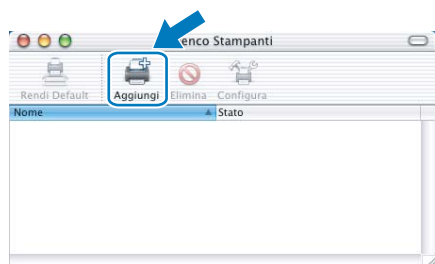 enco Stampanti
Rendi Default Aggiungi Elimina Configura
Nome Stato